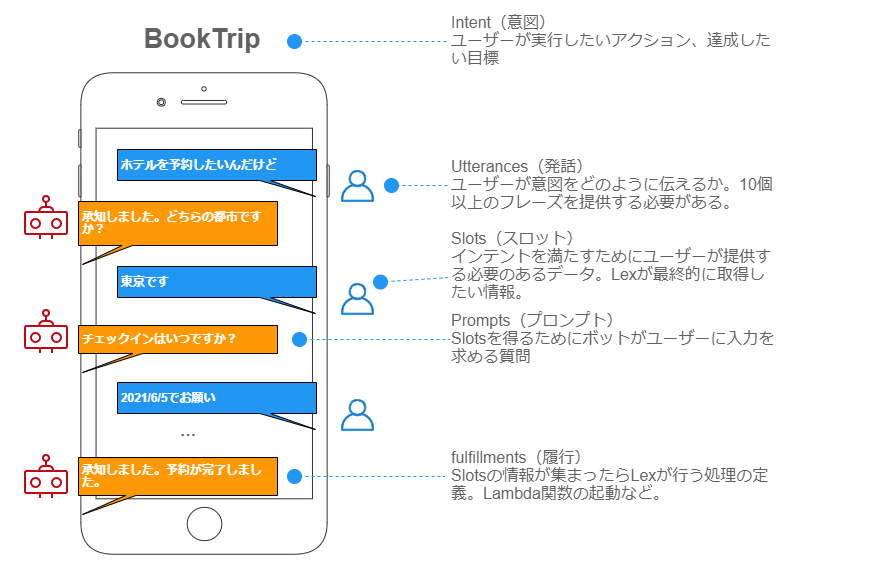 BookTrip
Intent（意図）
ユーザーが実行したいアクション、達成した
い目標
ホテルを予約したいんだけど
Utterances（発話）
ユーザーが意図をどのように伝えるか。10個
以上のフレーズを提供する必要がある。
承知しました。どちらの都市です
か？
Slots（スロット）
インテントを満たすためにユーザーが提供す
る必要のあるデータ。Lexが最終的に取得し
たい情報。
東京です
Prompts（プロンプト）
Slotsを得るためにボットがユーザーに入力を
求める質問
チェックインはいつですか？
2021/6/5でお願い
...
fulfillments（履行）
Slotsの情報が集まったらLexが行う処理の定
義。Lambda関数の起動など。
承知しました。予約が完了しまし
た。